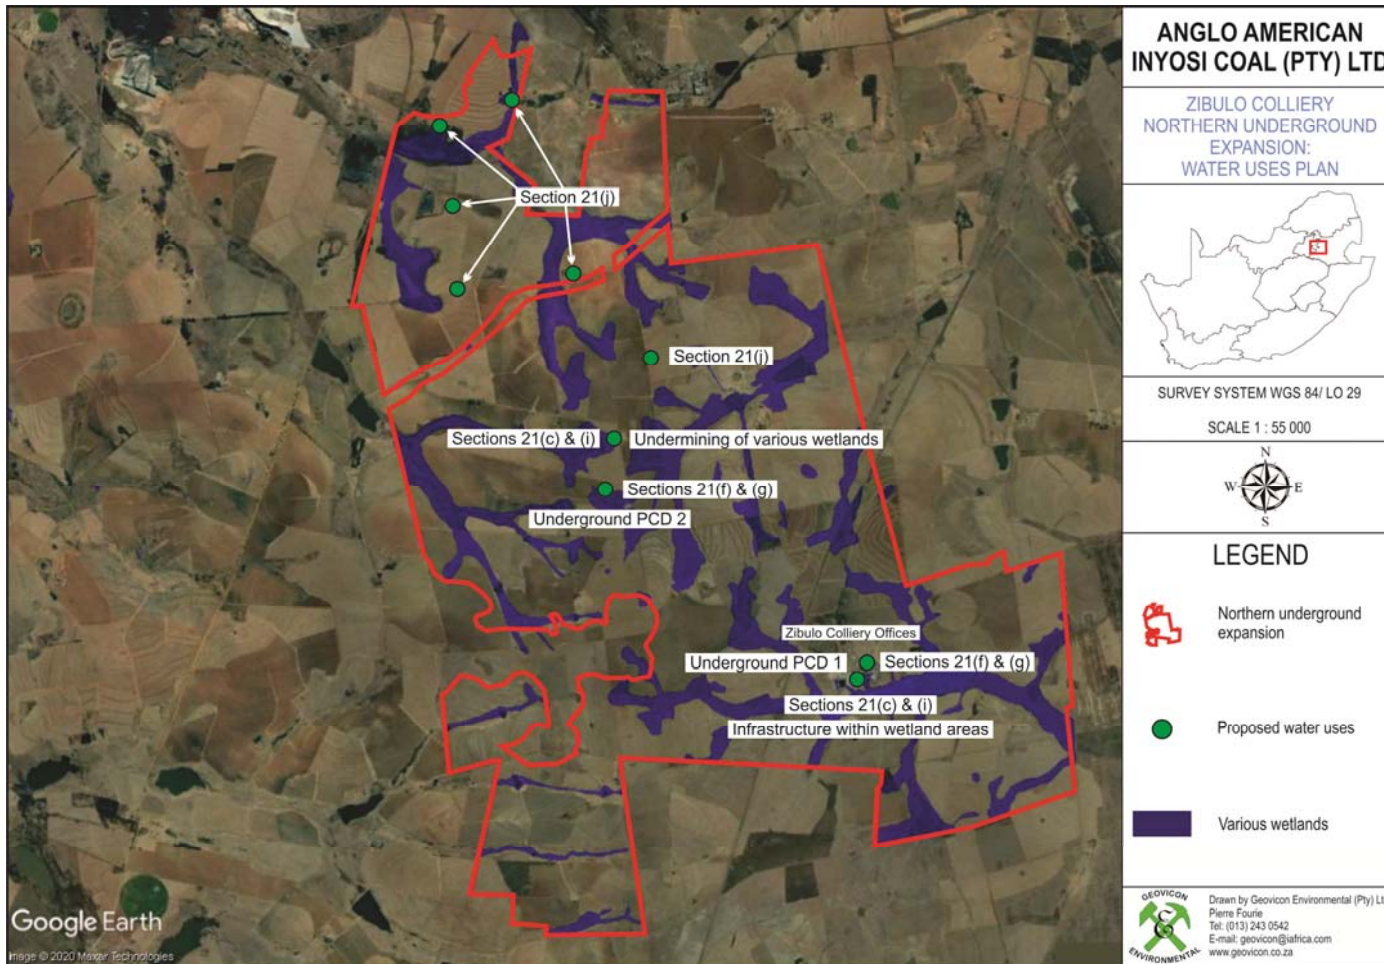 ANGLO AMERICAN
INYOSI COAL (PTY) LTD
ZIBULO COLLIERY
NORTHERN UNDERGROUND
EXPANSION:
WATER USES PLAN
SURVEY SYSTEM WGS 84/ LO 29
SCALE 1 : 55 000
N
W
E
S
LEGEND
Northern underground
expansion
Proposed water uses
Various wetlands
GEOVICON
ENVIRONMENTAL
Drawn by Geovicon Environmental (Pty) Lt
Pierre Fourie
Tel: (013) 243 0542
E-mail: geovicon@iafrica.com
www.geovicon.co.za
Section 21(j)
Section 21(j)
Sections 21(c) & (i)
Undermining of various wetlands
Sections 21(f) & (g)
Underground PCD 2
Zibulo Colliery Offices
Underground PCD 1
Sections 21(f) & (g)
Sections 21(c) & (i)
Infrastructure within wetland areas
Google Earth
Image © 2020 Maxar Technologies